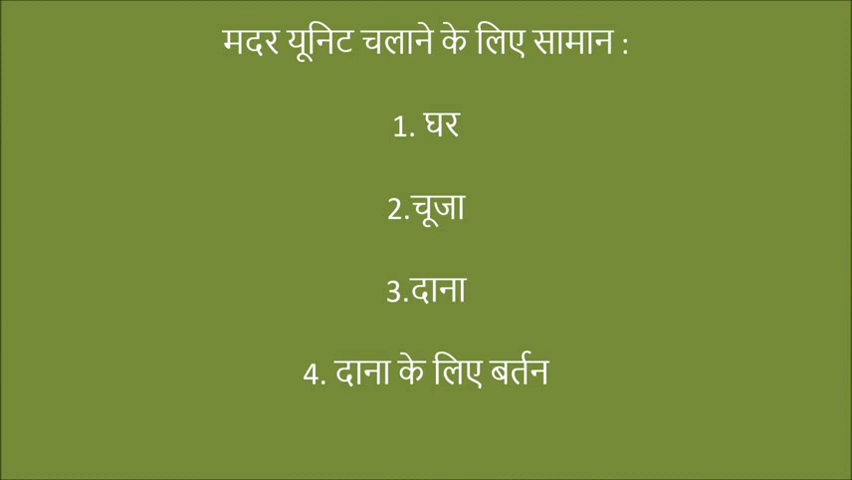 मदर यूनिट चलाने के लिए सामान :
1. घर
2.चूजा
3.दाना
4. दाना के लिए बर्तन